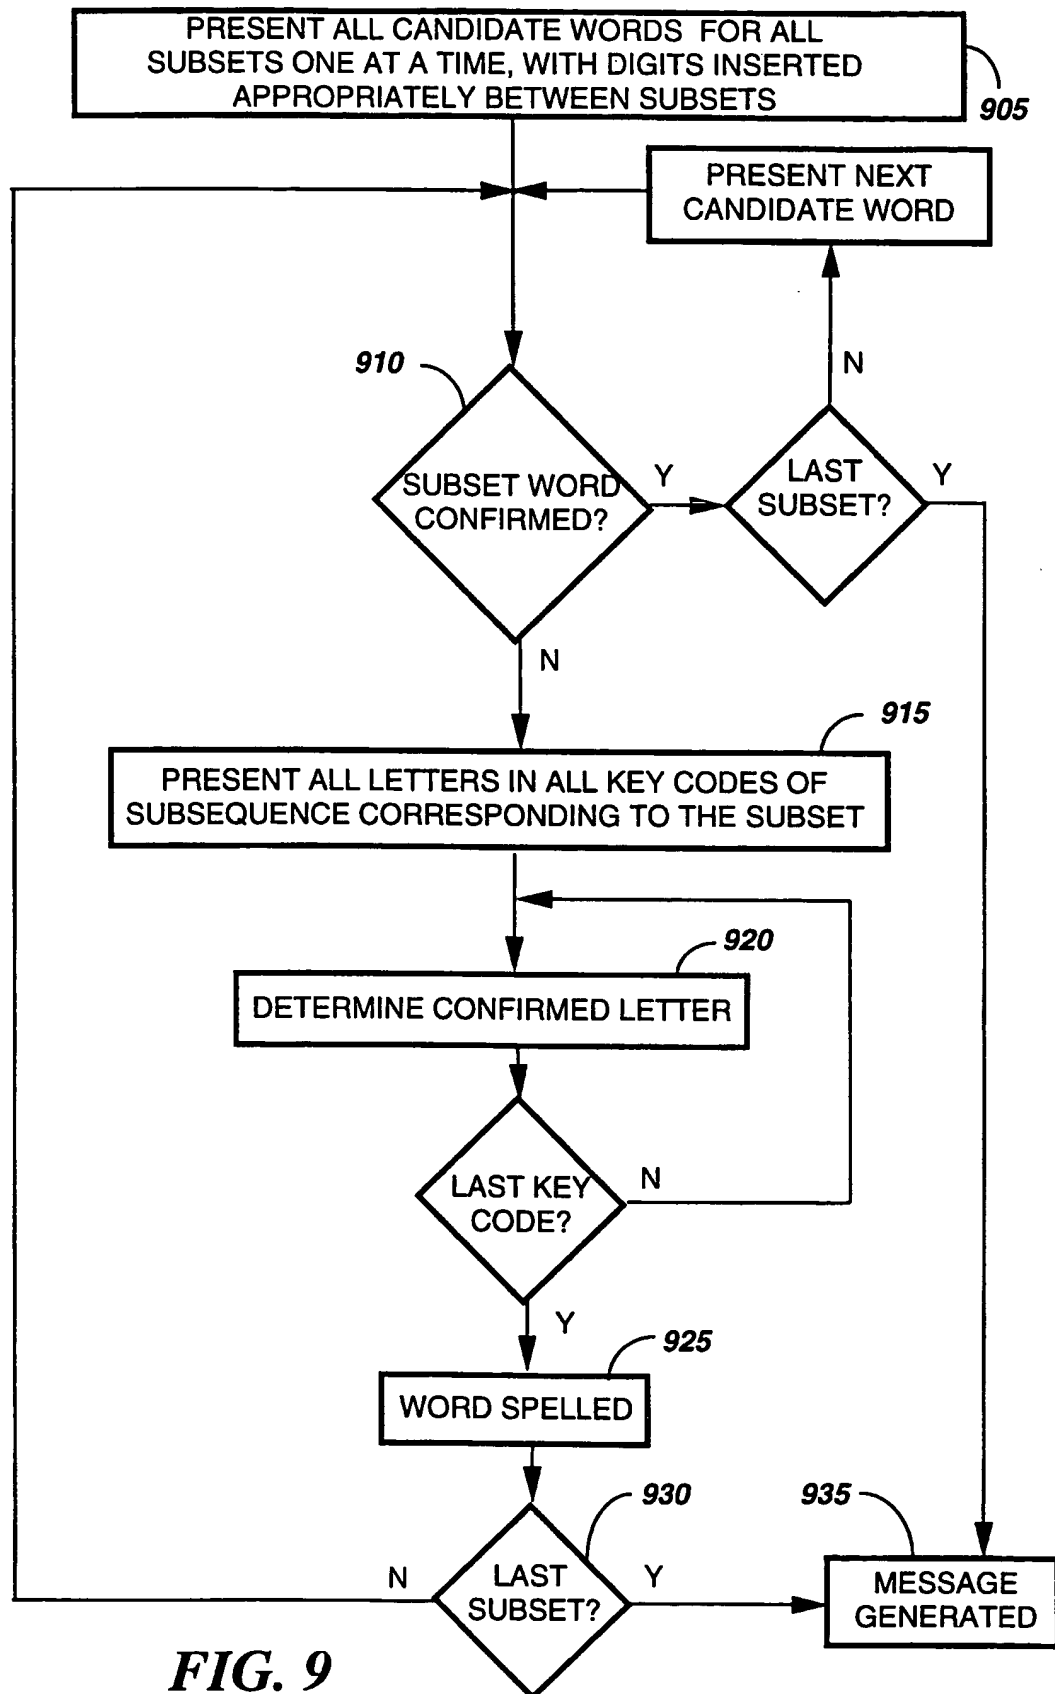 PRESENT ALL CANDIDATE WORDS FOR ALL
SUBSETS ONE AT A TIME, WITH DIGITS INSERTED
APPROPRIATELY BETWEEN SUBSETS
905
PRESENT NEXT
CANDIDATE WORD
910
N
SUBSET WORD
CONFIRMED?
Y
LAST
SUBSET?
Y
N
915
PRESENT ALL LETTERS IN ALL KEY CODES OF
SUBSEQUENCE CORRESPONDING TO THE SUBSET
920
DETERMINE CONFIRMED LETTER
LAST KEY
CODE?
N
Y
925
WORD SPELLED
930
935
N
LAST
SUBSET?
Y
MESSAGE
GENERATED
FIG. 9